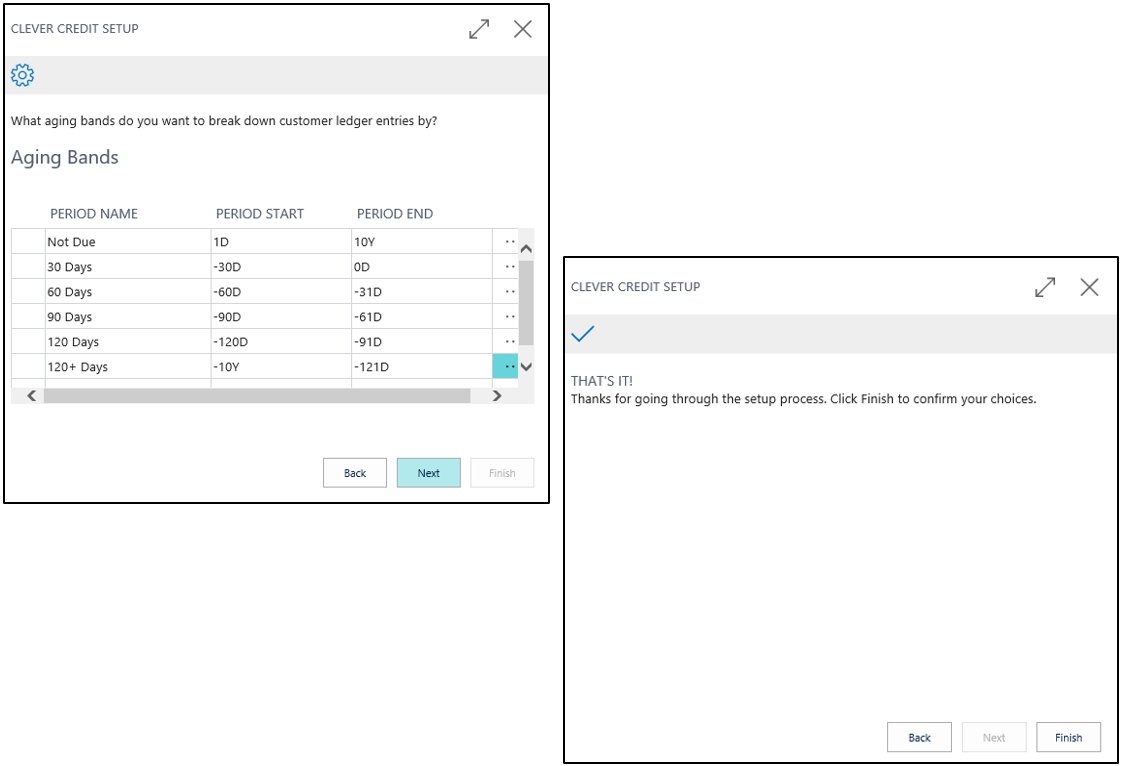 CLEVER CREDIT SETUP
What aging bands do you want to break down customer ledger entries by?
Aging Bands
PERIOD NAME PERIOD START PERIOD END
Not Due 1D 10Y ··
30 Days -30D 0D ··
60 Days -60D -31D ··
90 Days -90D -61D ··
120 Days -120D -91D ··
120+ Days -10Y -121D ··
Back Next Finish
CLEVER CREDIT SETUP
THAT'S IT!
Thanks for going through the setup process. Click Finish to confirm your choices.
Back Next Finish